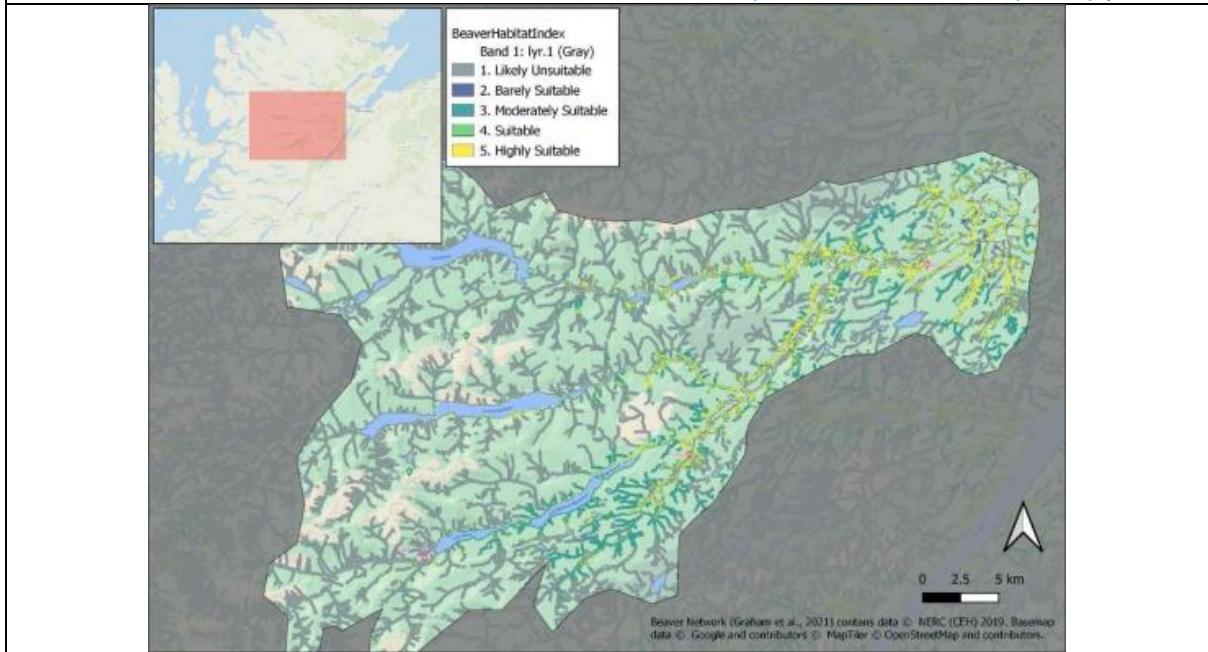 BeaverHabitatIndex
Band 1: lyr.1 (Gray)
1. Likely Unsuitable
2. Barely Suitable
3. Moderately Suitable
4. Suitable
5. Highly Suitable
0 2.5 5 km
Beaver Network (Graham et al., 2021) contans data © NERC (CEH) 2019. Basemap
data © Google and contributors © MapTiler © OpenStreetMap and contributors.